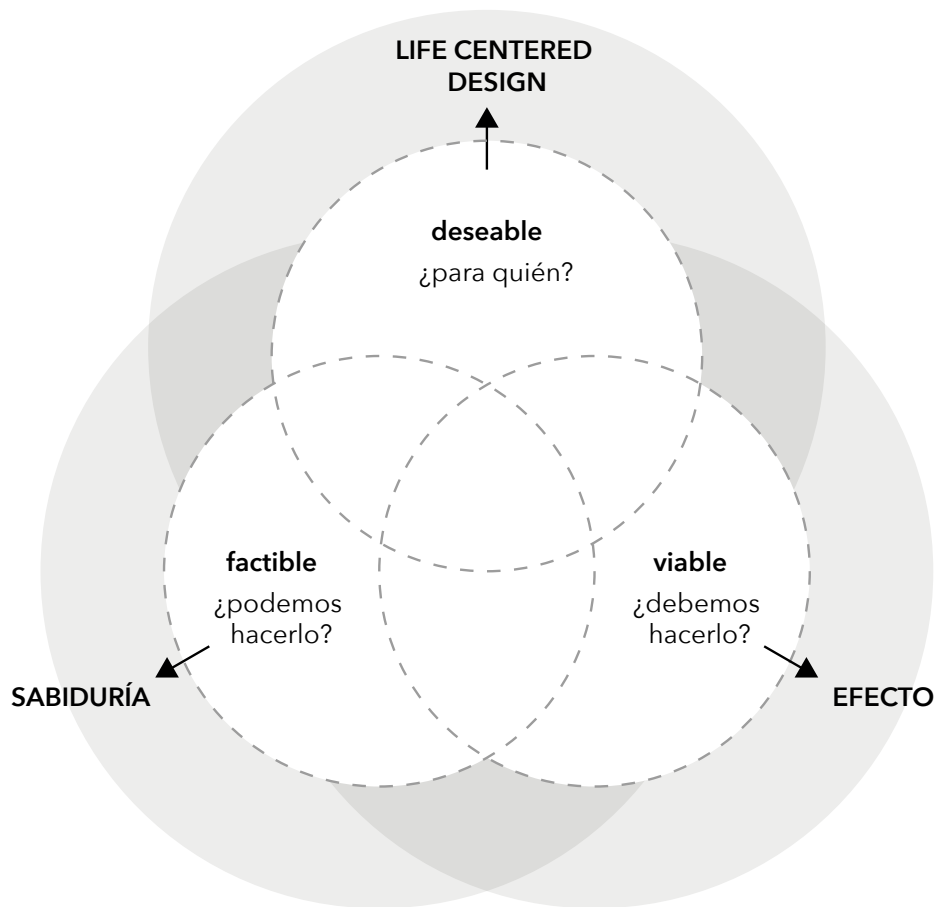 LIFE CENTERED
DESIGN
deseable
¿para quién?
factible
¿podemos
hacerlo?
viable
¿debemos
hacerlo?
SABIDURÍA
EFECTO